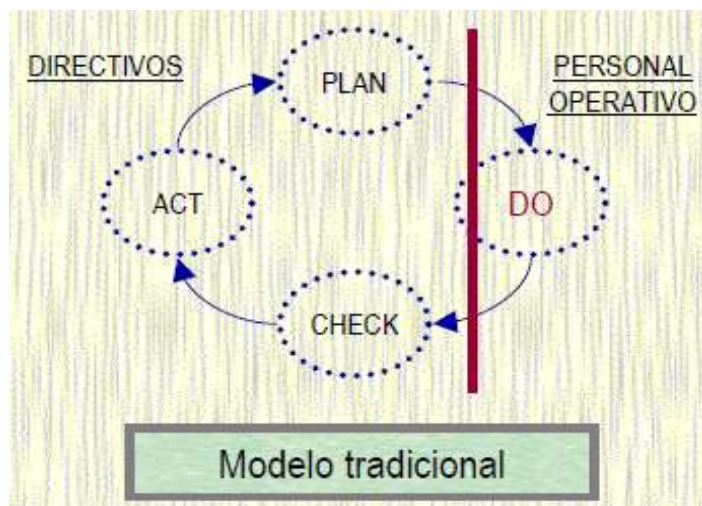 DIRECTIVOS
PLAN
PERSONAL
OPERATIVO
ACT
DO
CHECK
Modelo tradicional